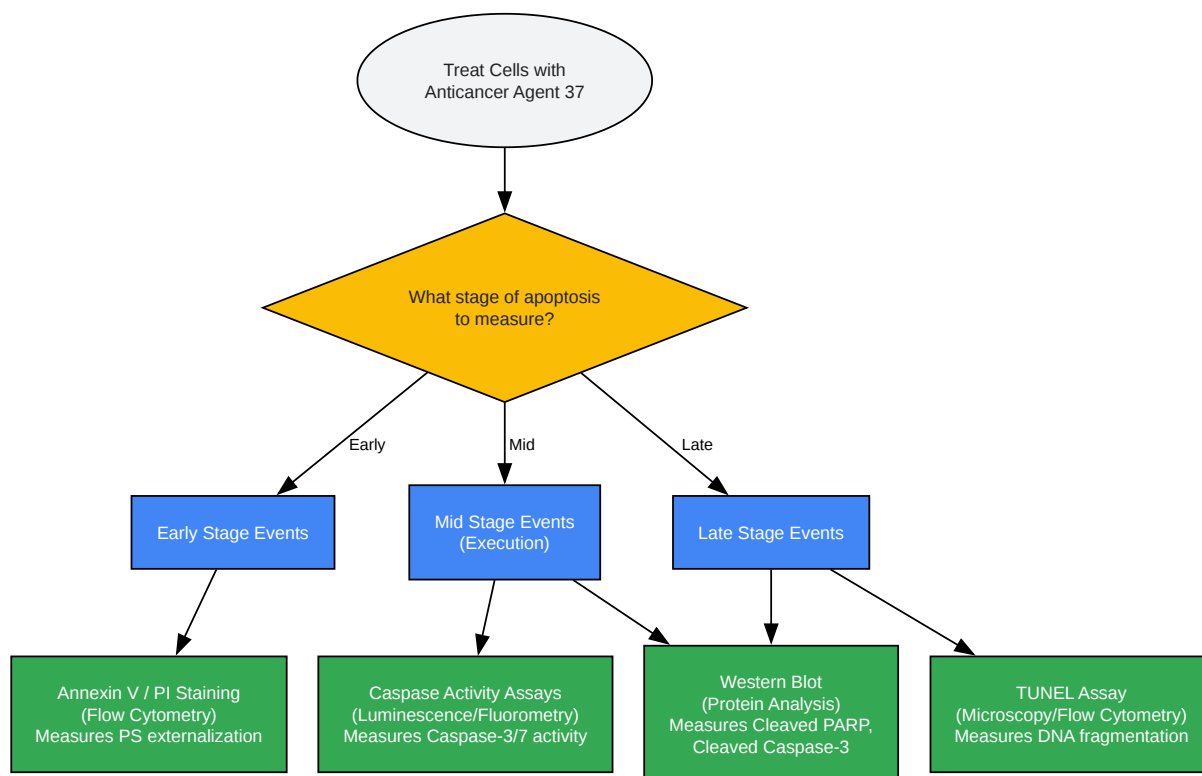 Treat Cells with
Anticancer Agent 37
What stage of apoptosis
to measure?
Early
Mid
Late
Early Stage Events
Mid Stage Events
(Execution)
Late Stage Events
Annexin V / PI Staining
(Flow Cytometry)
Measures PS externalization
Caspase Activity Assays
(Luminescence/Fluorometry)
Measures Caspase-3/7 activity
Western Blot
(Protein Analysis)
Measures Cleaved PARP,
Cleaved Caspase-3
TUNEL Assay
(Microscopy/Flow Cytometry)
Measures DNA fragmentation